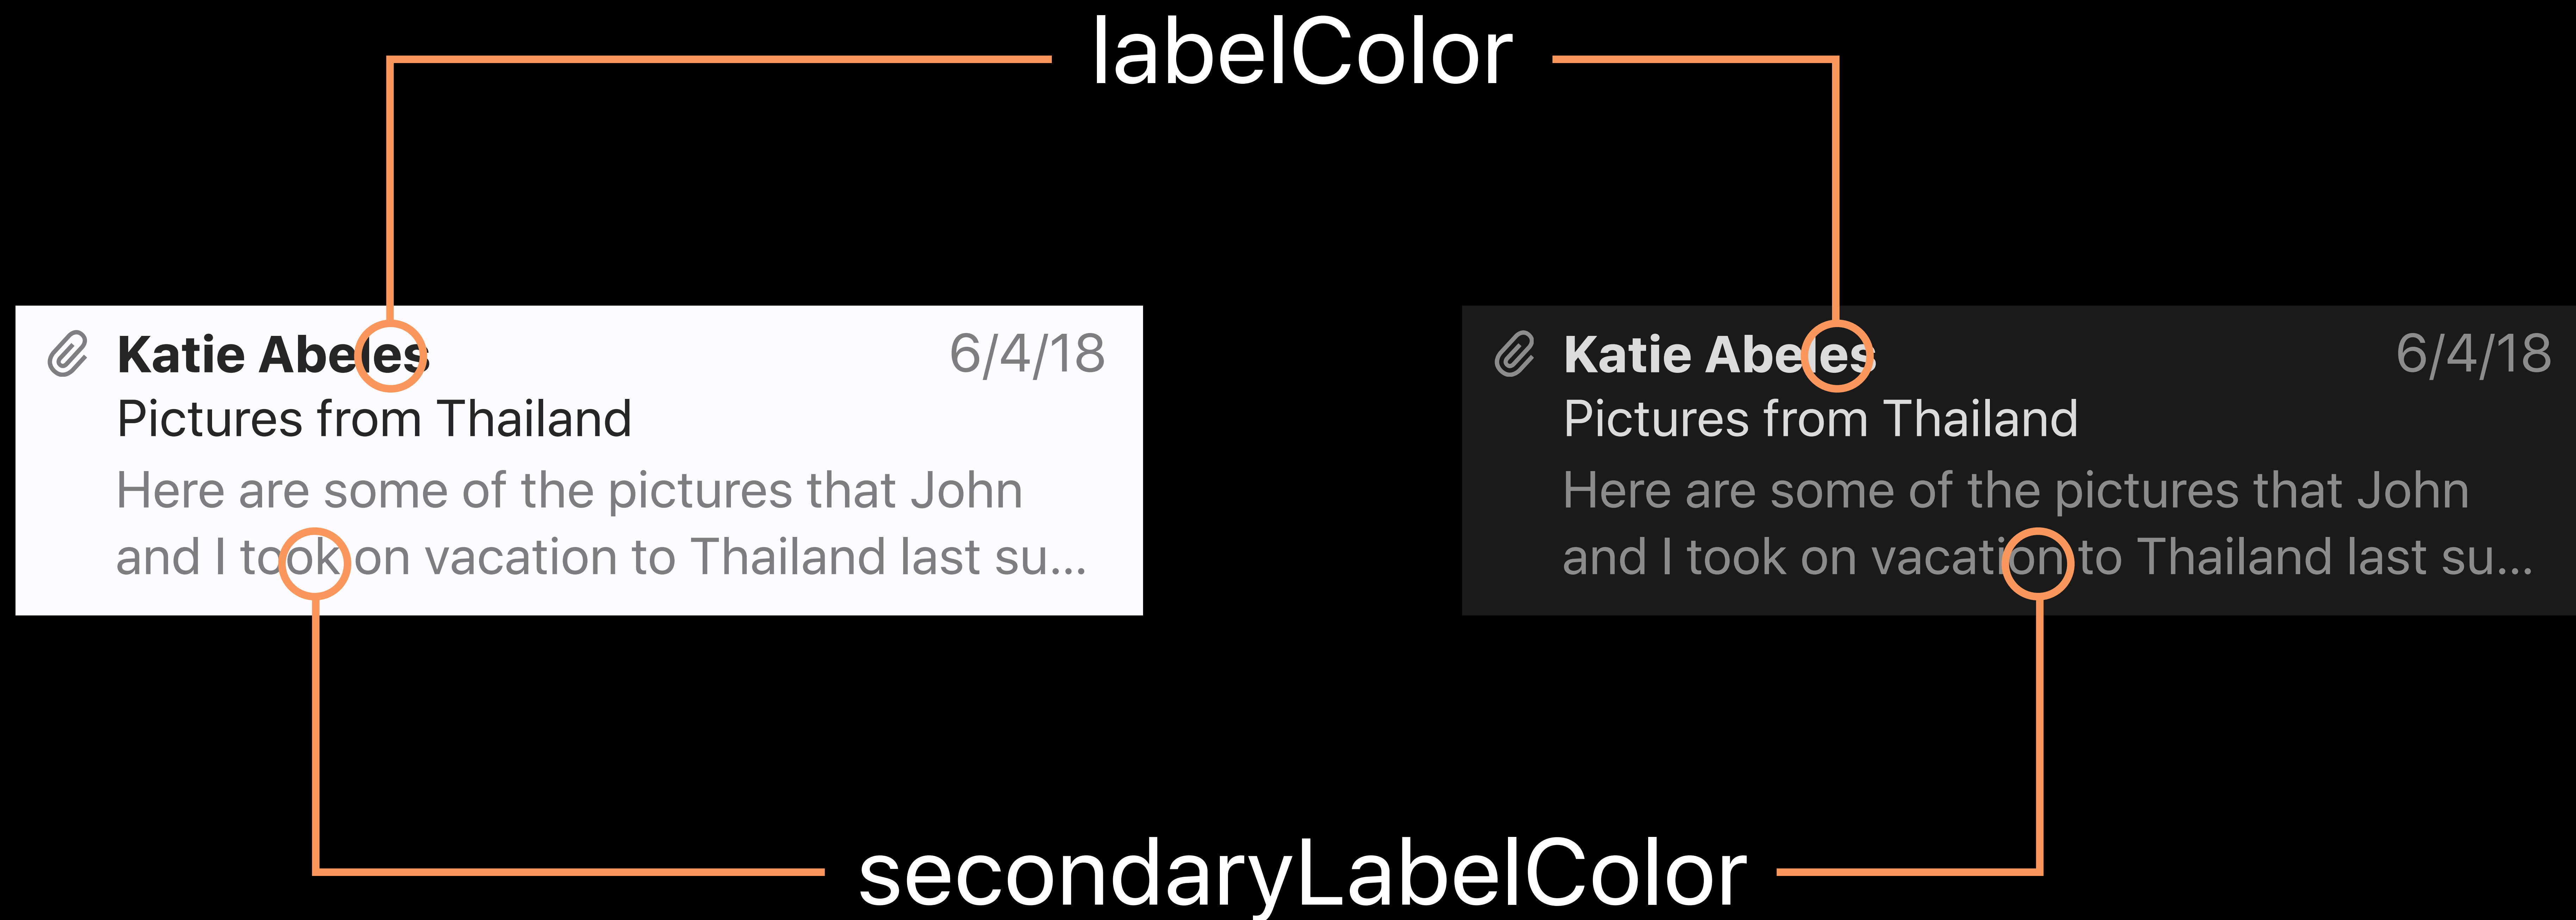 labelColor
Katie Abeles 6/4/18
Pictures from Thailand
Here are some of the pictures that John
and I took on vacation to Thailand last su...
Katie Abeles 6/4/18
Pictures from Thailand
Here are some of the pictures that John
and I took on vacation to Thailand last su...
secondaryLabelColor